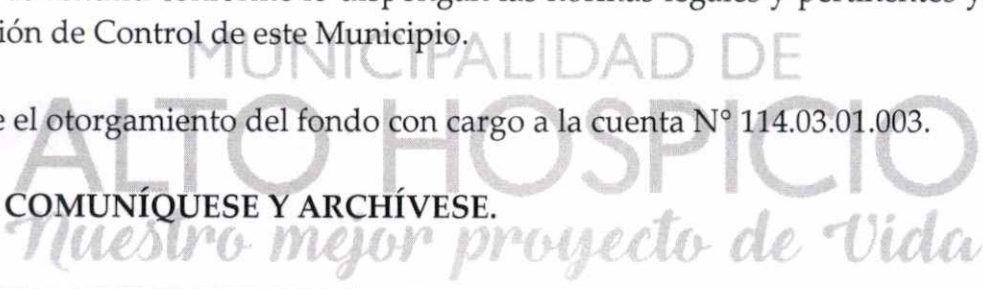 ión de Control de este Municipio.
MUNICIPALIDAD DE
e el otorgamiento del fondo con cargo a la cuenta N° 114.03.01.003.
ALTO HOSPICIO
COMUNÍQUESE Y ARCHÍVESE.
Nuestro mejor proyecto de Vida